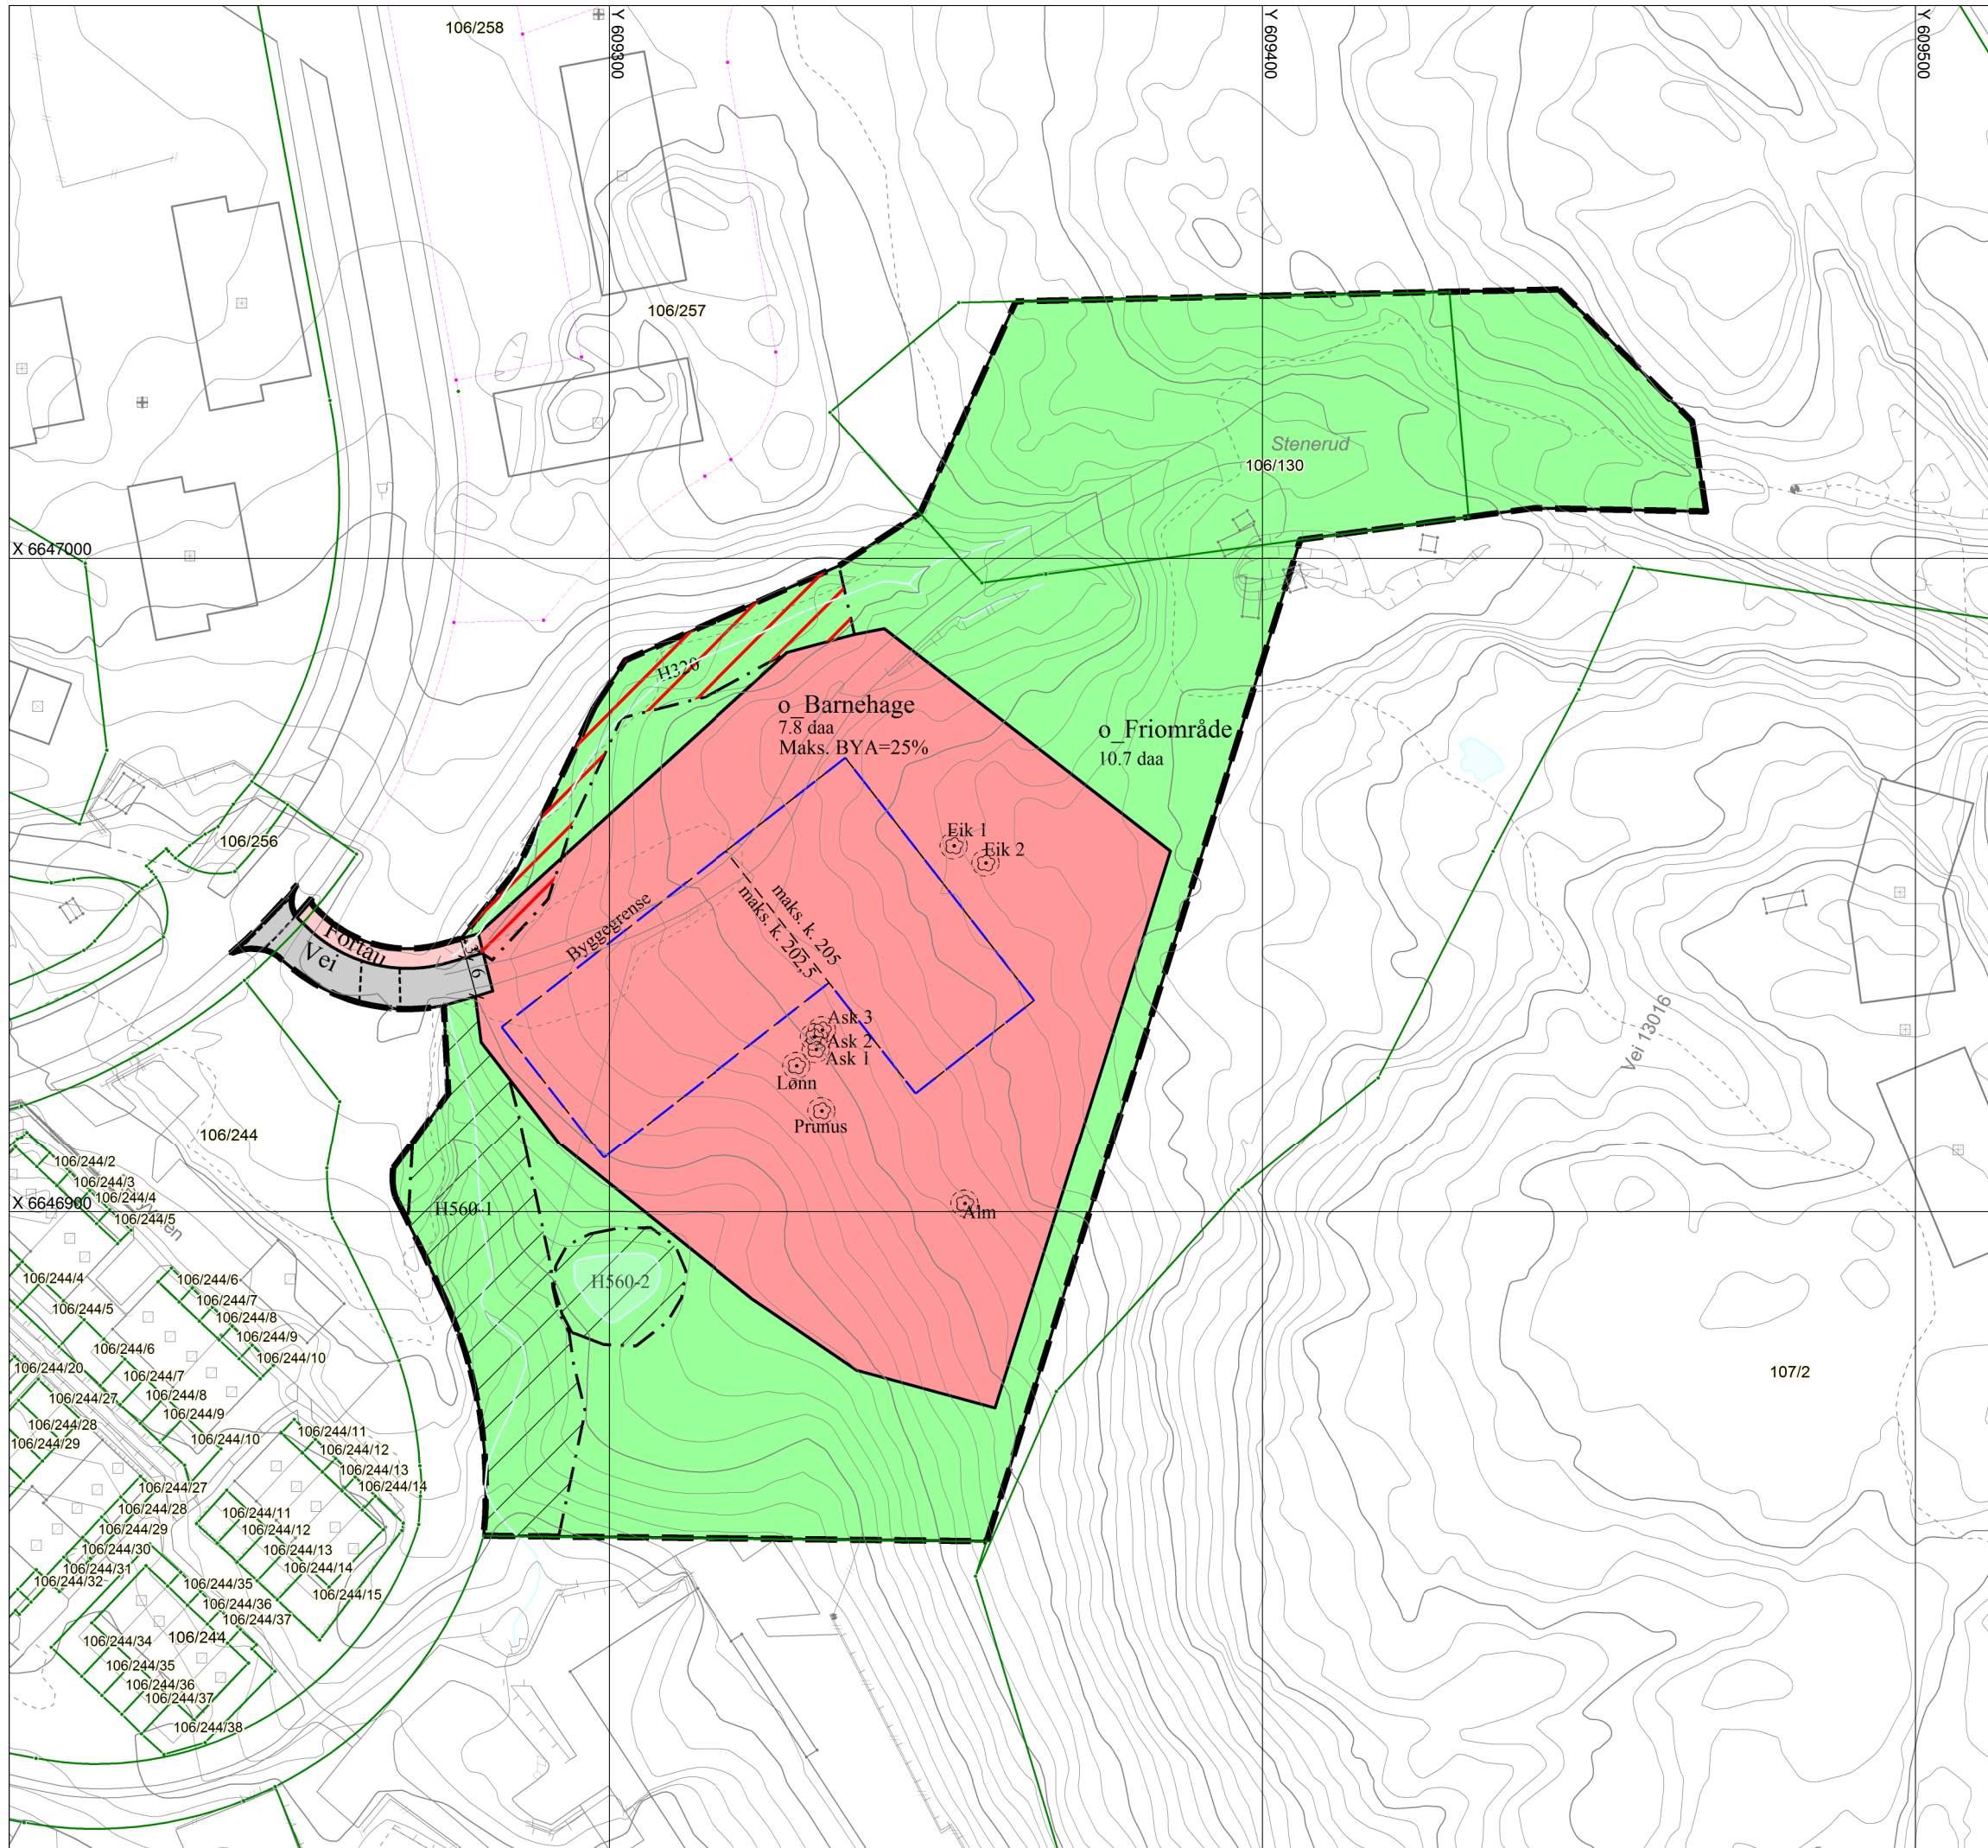 106/258
Y 609300
Y 609400
Y 609500
106/257
Stenerud
106/130
X 6647000
H320
o_Barnehage
7.8 daa
Maks. BYA=25%
o_Friområde
10.7 daa
106/256
Eik 1
Eik 2
Byggegrense
maks. k. 205
maks. k. 202,5
Fortau
Vei
3
6
Ask 3
Ask 2
Ask 1
Lønn
Prunus
Vei 13016
106/244
106/244/2
106/244/3
106/244/4
106/244/5
X 6646900
H560-1
Alm
H560-2
106/244/4
106/244/5
106/244/6
106/244/7
106/244/8
106/244/9
106/244/10
106/244/6
106/244/7
106/244/8
106/244/9
106/244/10
106/244/20
106/244/27
106/244/28
106/244/29
107/2
106/244/11
106/244/12
106/244/13
106/244/14
106/244/27
106/244/28
106/244/29
106/244/30
106/244/31
106/244/32
106/244/11
106/244/12
106/244/13
106/244/14
106/244/15
106/244/35
106/244/36
106/244/37
106/244
106/244/34
106/244/35
106/244/36
106/244/37
106/244/38